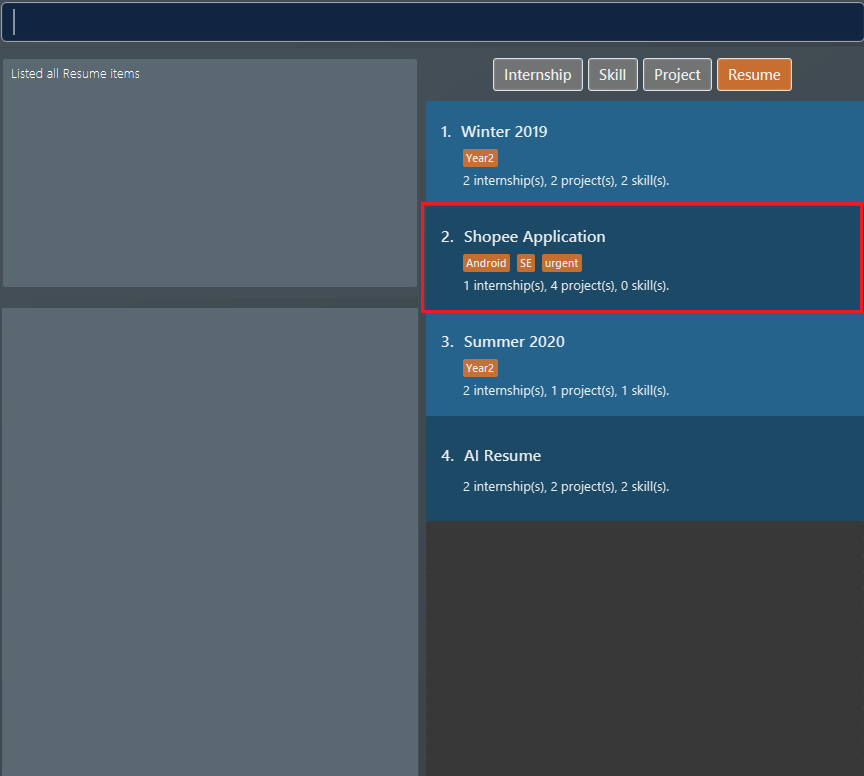 Listed all Resume items
Internship Skill Project Resume
1. Winter 2019
Year2
2 internship(s), 2 project(s), 2 skill(s).
2. Shopee Application
Android SE urgent
1 internship(s), 4 project(s), 0 skill(s).
3. Summer 2020
Year2
2 internship(s), 1 project(s), 1 skill(s).
4. AI Resume
2 internship(s), 2 project(s), 2 skill(s).